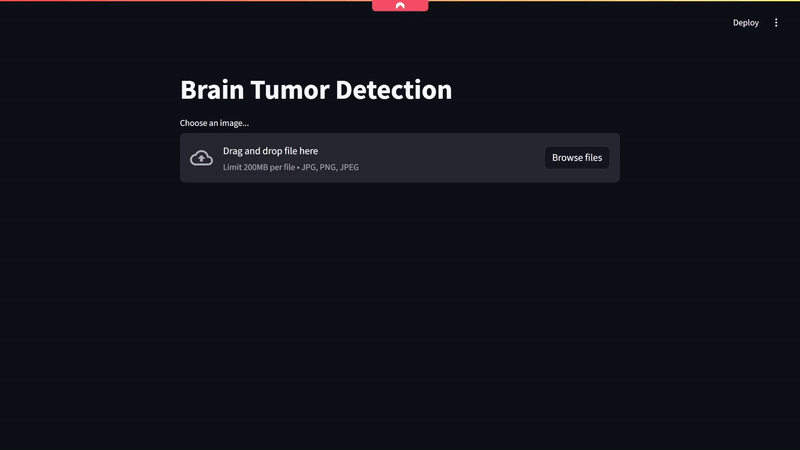 Deploy
Brain Tumor Detection
Choose an image...
Drag and drop file here
Limit 200MB per file • JPG, PNG, JPEG
Browse files